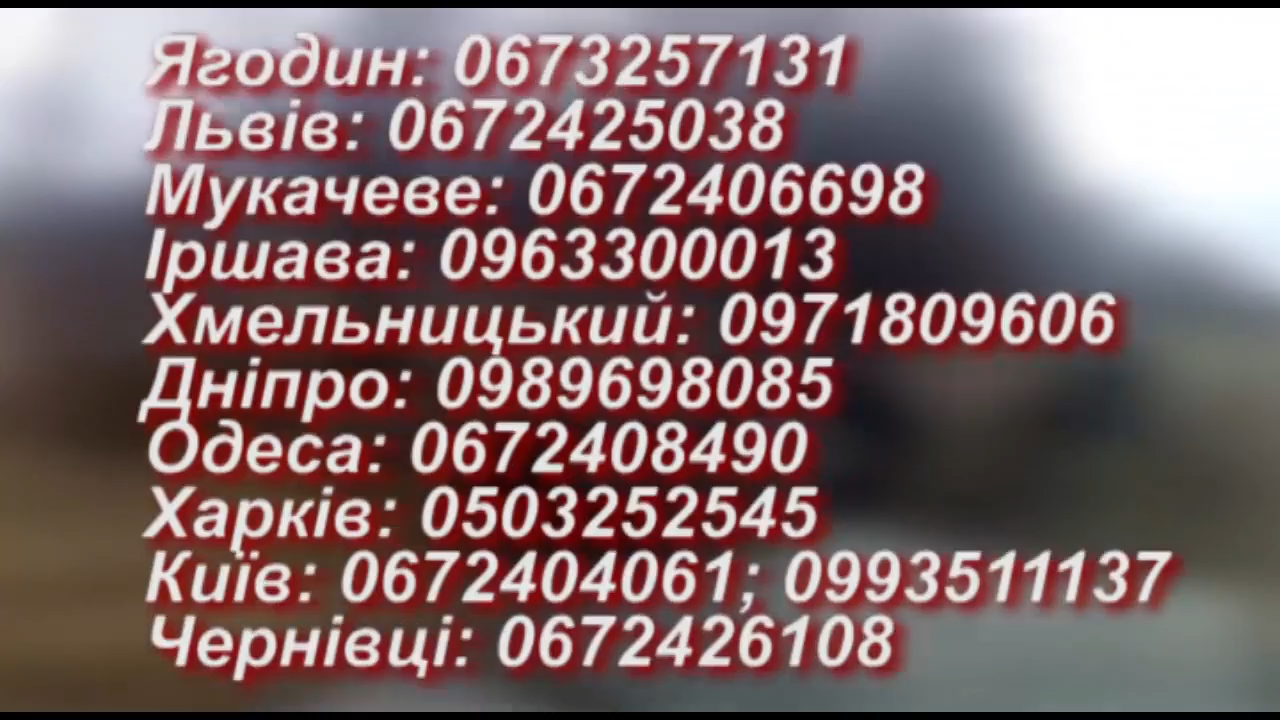 Ягодин: 0673257131
Львів: 0672425038
Мукачеве: 0672406698
Іршава: 0963300013
Хмельницький: 0971809606
Дніпро: 0989698085
Одеса: 0672408490
Харків: 0503252545
Київ: 0672404061; 0993511137
Чернівці: 0672426108